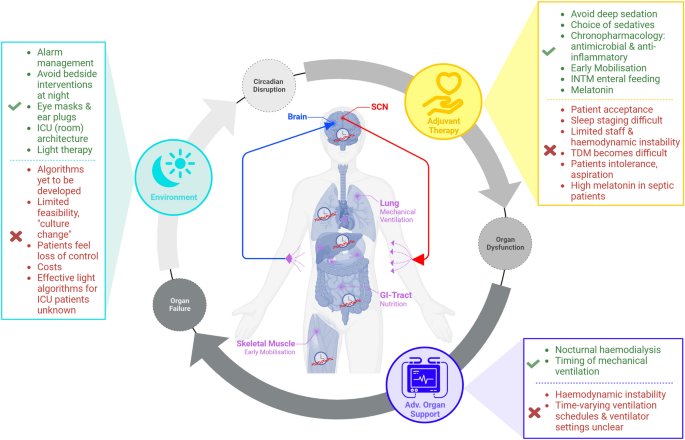 Alarm
management
Avoid bedside
interventions
at night
Eye masks &
ear plugs
ICU (room)
architecture
Light therapy
Algorithms
yet to be
developed
Limited
feasibility,
"culture
change"
Patients feel
loss of control
Costs
Effective light
algorithms for
ICU patients
unknown
Environment
Circadian
Disruption
Brain
SCN
Lung
Mechanical
Ventilation
GI-Tract
Nutrition
Skeletal Muscle
Early Mobilisation
Organ
Failure
Adjuvant
Therapy
Avoid deep sedation
Choice of sedatives
Chronopharmacology:
antimicrobial & anti-
inflammatory
Early Mobilisation
INTM enteral feeding
Melatonin
Patient acceptance
Sleep staging difficult
Limited staff &
haemodynamic instability
TDM becomes difficult
Patients intolerance,
aspiration
High melatonin in septic
patients
Organ
Dysfunction
Adv. Organ
Support
Nocturnal haemodialysis
Timing of mechanical
ventilation
Haemodynamic instability
Time-varying ventilation
schedules & ventilator
settings unclear